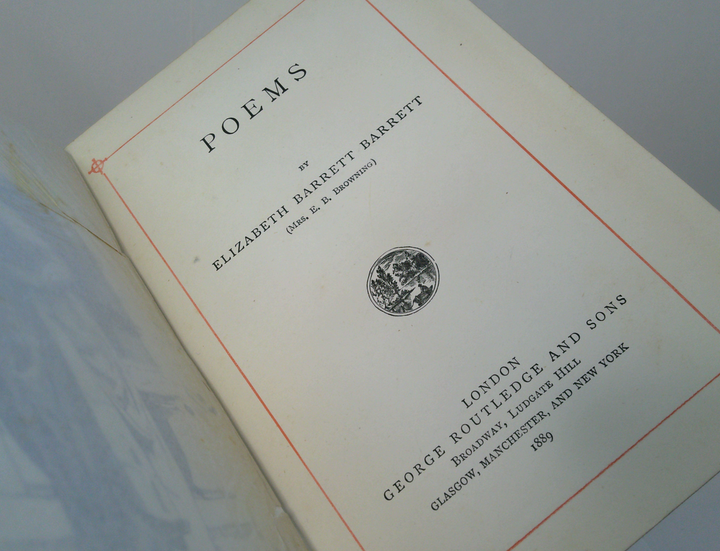 POEMS
BY
ELIZABETH BARRETT BARRETT
(MRS. E. B. BROWNING)
LONDON
GEORGE ROUTLEDGE AND SONS
BROADWAY, LUDGATE HILL
GLASGOW, MANCHESTER, AND NEW YORK
1889